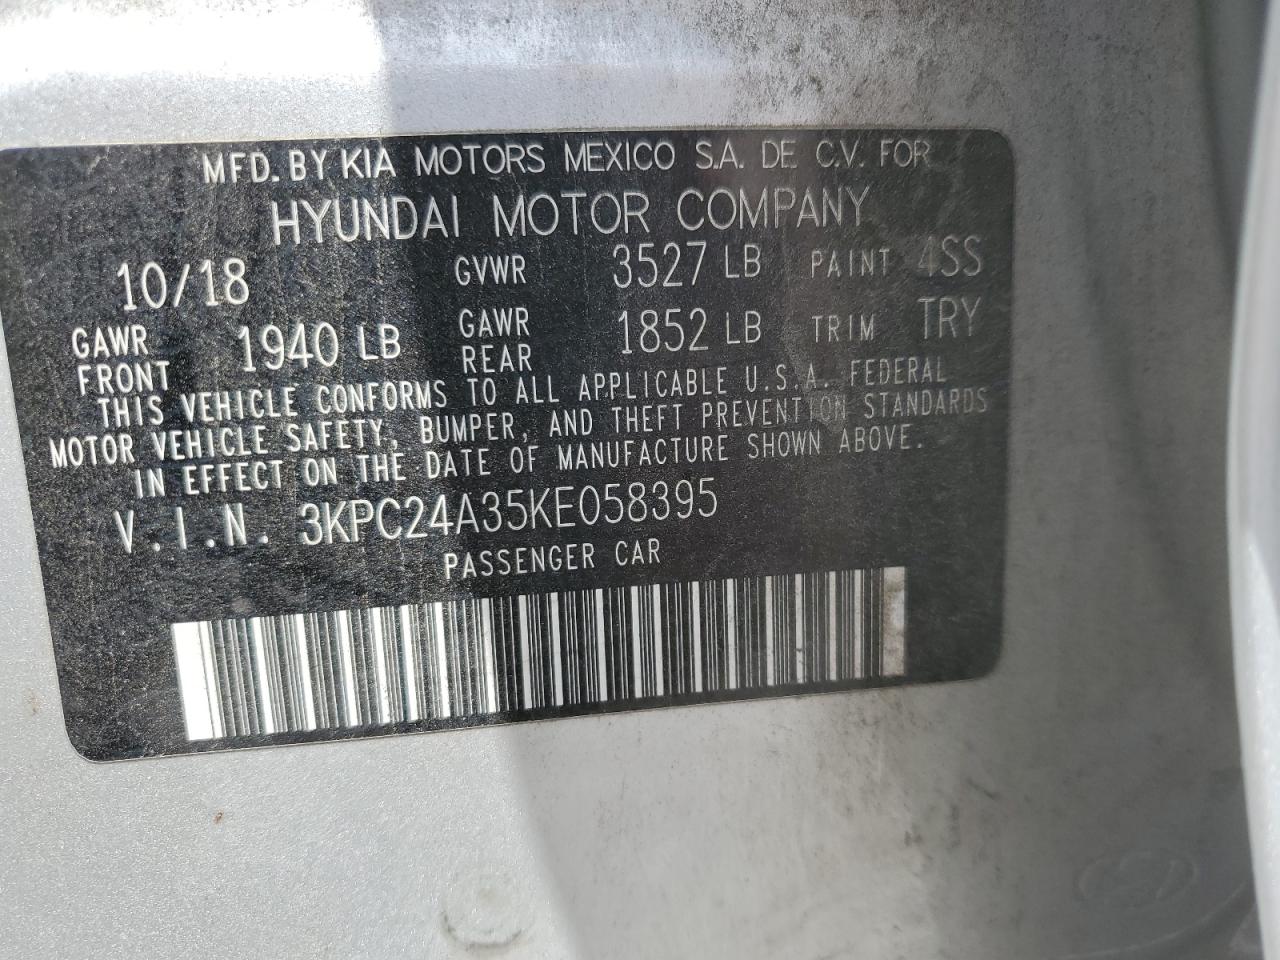 MFD. BY KIA MOTORS MEXICO S.A. DE C.V. FOR
HYUNDAI MOTOR COMPANY
10/18 GVWR 3527 LB PAINT 4SS
GAWR FRONT 1940 LB GAWR REAR 1852 LB TRIM TRY
THIS VEHICLE CONFORMS TO ALL APPLICABLE U.S.A. FEDERAL
MOTOR VEHICLE SAFETY, BUMPER, AND THEFT PREVENTION STANDARDS
IN EFFECT ON THE DATE OF MANUFACTURE SHOWN ABOVE.
V.I.N. 3KPC24A35KE058395
PASSENGER CAR